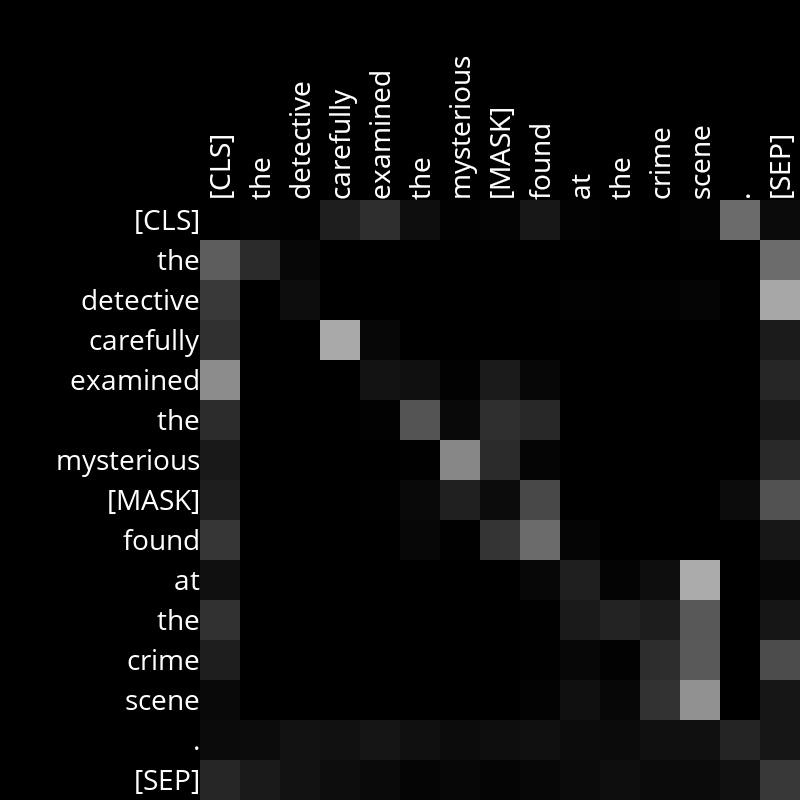 [CLS]
the
detective
carefully
examined
the
mysterious
[MASK]
found
at
the
crime
scene
.
[SEP]
[CLS]
the
detective
carefully
examined
the
mysterious
[MASK]
found
at
the
crime
scene
.
[SEP]